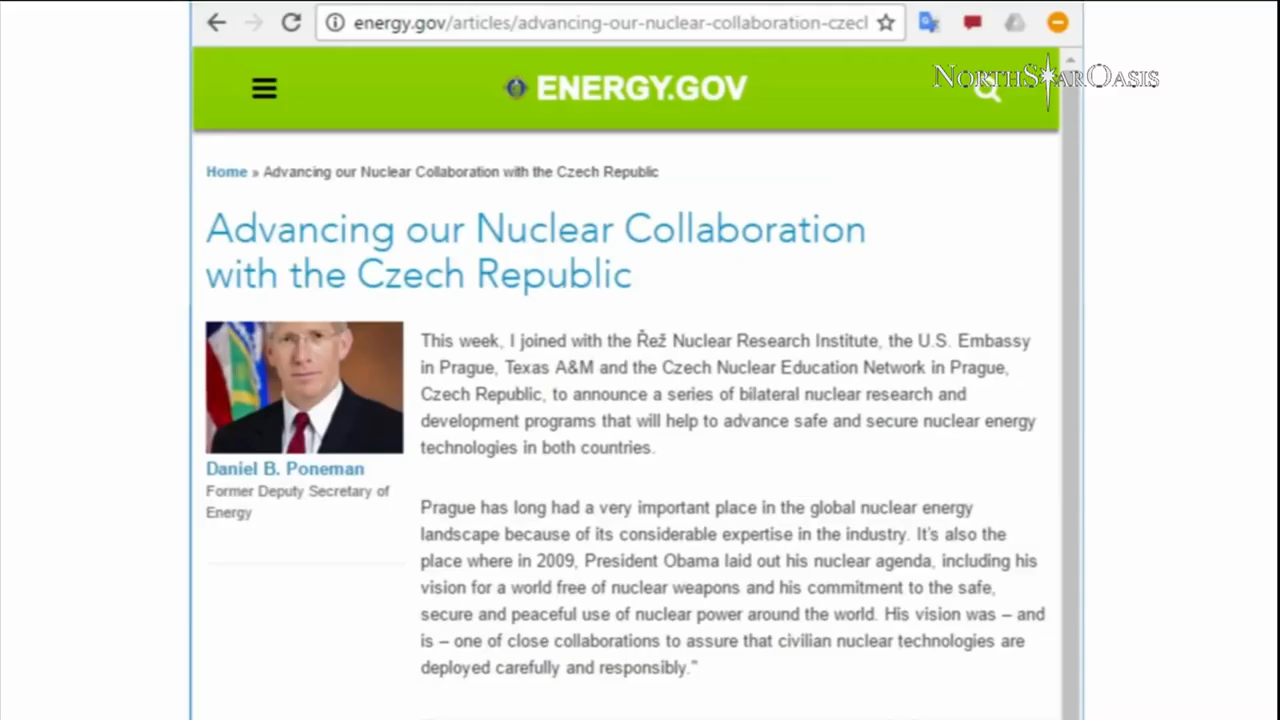 energy.gov/articles/advancing-our-nuclear-collaboration-czecl
ENERGY.GOV
NORTHSTAROASIS
Home » Advancing our Nuclear Collaboration with the Czech Republic
Advancing our Nuclear Collaboration
with the Czech Republic
This week, I joined with the Řež Nuclear Research Institute, the U.S. Embassy
in Prague, Texas A&M and the Czech Nuclear Education Network in Prague,
Czech Republic, to announce a series of bilateral nuclear research and
development programs that will help to advance safe and secure nuclear energy
technologies in both countries.
Daniel B. Poneman
Former Deputy Secretary of
Energy
Prague has long had a very important place in the global nuclear energy
landscape because of its considerable expertise in the industry. It's also the
place where in 2009, President Obama laid out his nuclear agenda, including his
vision for a world free of nuclear weapons and his commitment to the safe,
secure and peaceful use of nuclear power around the world. His vision was – and
is – one of close collaborations to assure that civilian nuclear technologies are
deployed carefully and responsibly."